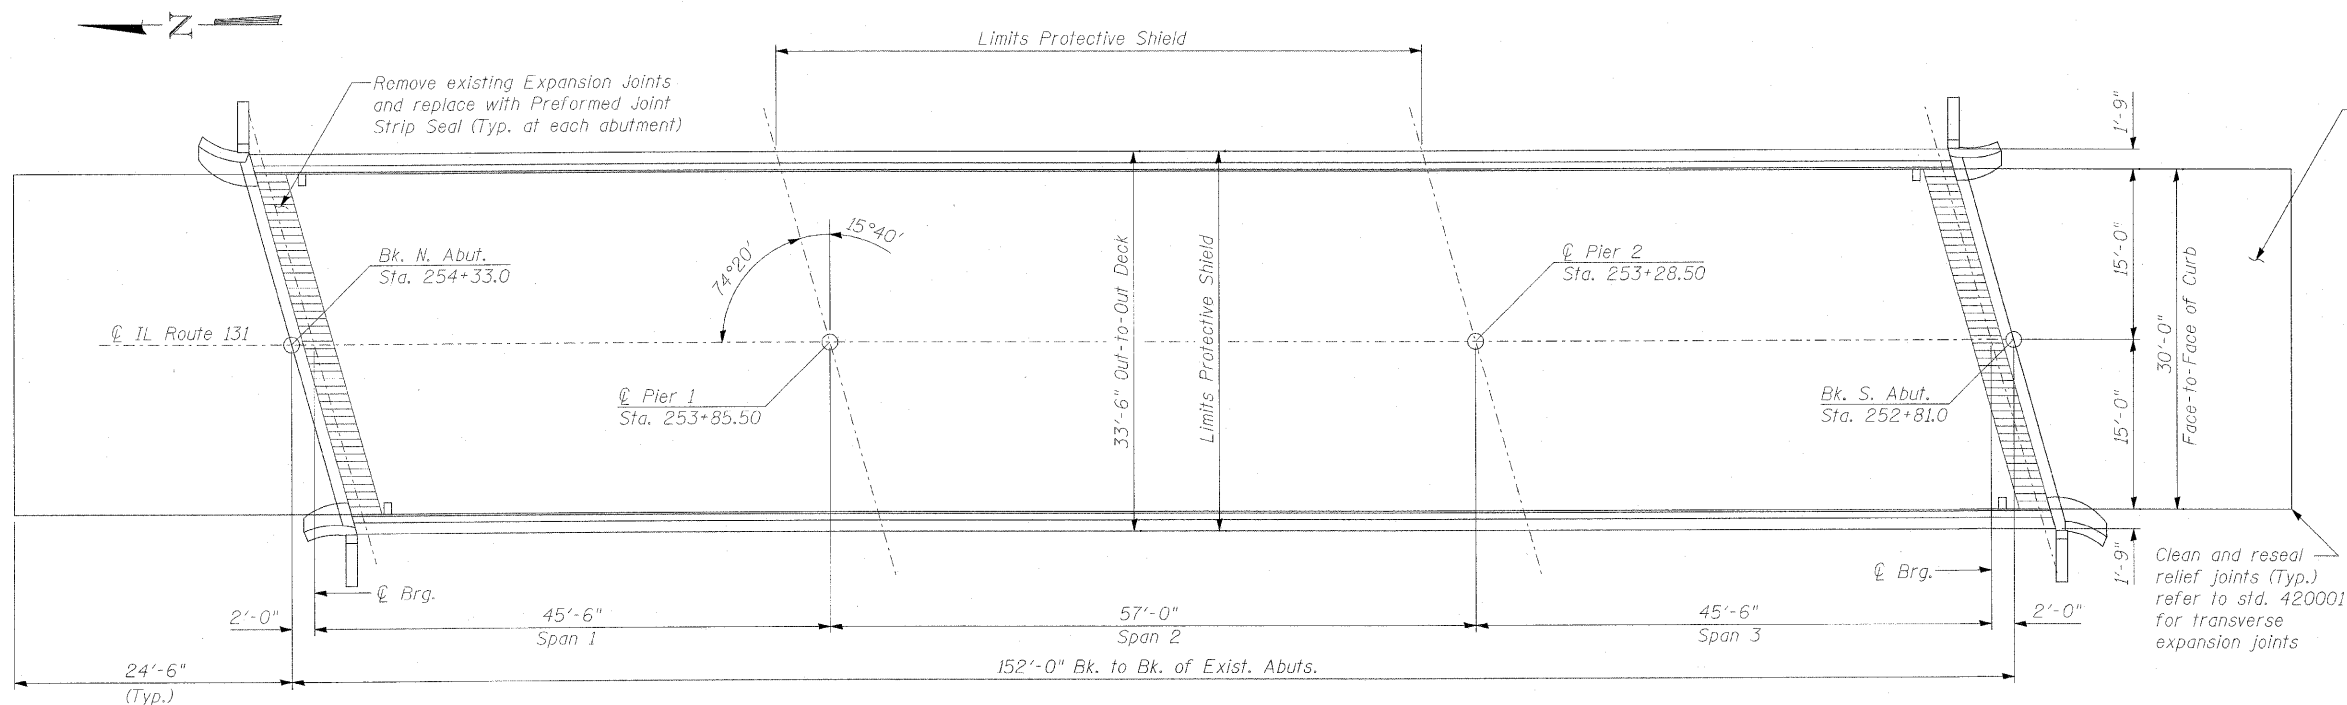 N
Limits Protective Shield
Remove existing Expansion Joints
and replace with Preformed Joint
Strip Seal (Typ. at each abutment)
1'-9"
Bk. N. Abut.
Sta. 254+33.0
℄ IL Route 131
74°20'
15°40'
℄ Pier 1
Sta. 253+85.50
33'-6" Out-to-Out Deck
Limits Protective Shield
℄ Pier 2
Sta. 253+28.50
Bk. S. Abut.
Sta. 252+81.0
15'-0"
15'-0"
30'-0"
Face-to-Face of Curb
1'-9"
Clean and reseal
relief joints (Typ.)
refer to std. 420001
for transverse
expansion joints
℄ Brg.
℄ Brg.
2'-0"
45'-6"
Span 1
57'-0"
Span 2
45'-6"
Span 3
2'-0"
24'-6"
(Typ.)
152'-0" Bk. to Bk. of Exist. Abuts.